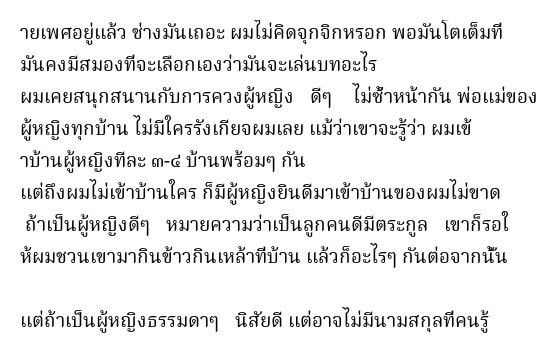 ายเพศอยู่แล้ว ช่างมันเถอะ ผมไม่คิดจุกจิกหรอก พอมันโตเต็มที่
มันคงมีสมองที่จะเลือกเองว่ามันจะเล่นบทอะไร
ผมเคยสนุกสนานกับการควงผู้หญิง ดีๆ ไม่ซ้ำหน้ากัน พ่อแม่ของ
ผู้หญิงทุกบ้าน ไม่มีใครรังเกียจผมเลย แม้ว่าเขาจะรู้ว่า ผมเข้
าบ้านผู้หญิงทีละ ๓-๔ บ้านพร้อมๆ กัน
แต่ถึงผมไม่เข้าบ้านใคร ก็มีผู้หญิงยินดีมาเข้าบ้านของผมไม่ขาด
ถ้าเป็นผู้หญิงดีๆ หมายความว่าเป็นลูกคนดีมีตระกูล เขาก็รอใ
ห้ผมชวนเขามากินข้าวกินเหล้าที่บ้าน แล้วก็อะไรๆ กันต่อจากนั้น
แต่ถ้าเป็นผู้หญิงธรรมดาๆ นิสัยดี แต่อาจไม่มีนามสกุลที่คนรู้